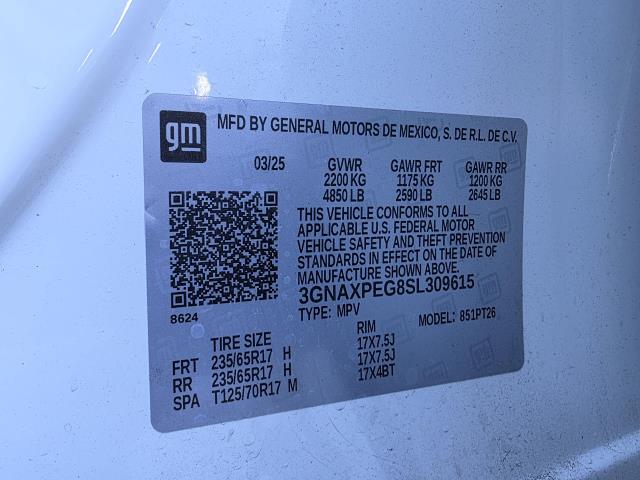 gm
MFD BY GENERAL MOTORS DE MEXICO, S. DE R.L. DE C.V.
03/25 GVWR GAWR FRT GAWR RR
2200 KG 1175 KG 1200 KG
4850 LB 2590 LB 2645 LB
THIS VEHICLE CONFORMS TO ALL
APPLICABLE U.S. FEDERAL MOTOR
VEHICLE SAFETY AND THEFT PREVENTION
STANDARDS IN EFFECT ON THE DATE OF
MANUFACTURE SHOWN ABOVE.
3GNAXPEG8SL309615
8624
TYPE: MPV MODEL: 851PT26
TIRE SIZE RIM
FRT 235/65R17 H 17X7.5J
RR 235/65R17 H 17X7.5J
SPA T125/70R17 M 17X4BT